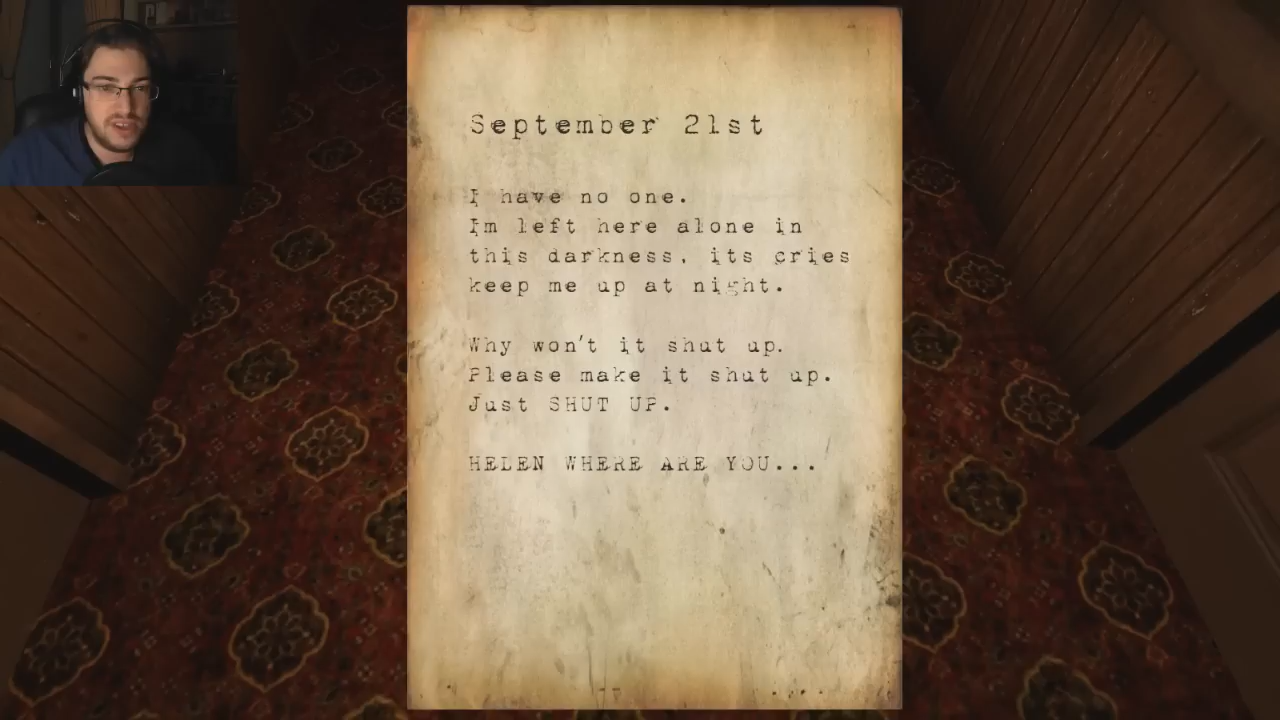 September 21st
I have no one.
Im left here alone in
this darkness, its cries
keep me up at night.
Why won't it shut up.
Please make it shut up.
Just SHUT UP.
HELEN WHERE ARE YOU...